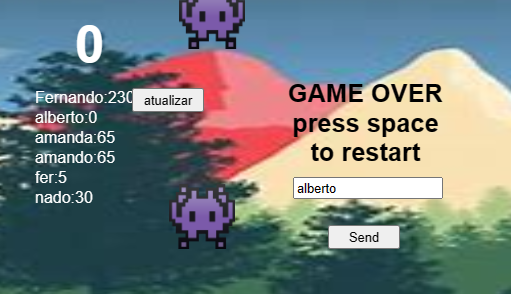 0
Fernando:230
atualizar
alberto:0
amanda:65
amando:65
fer:5
nado:30
GAME OVER
press space
to restart
alberto
Send